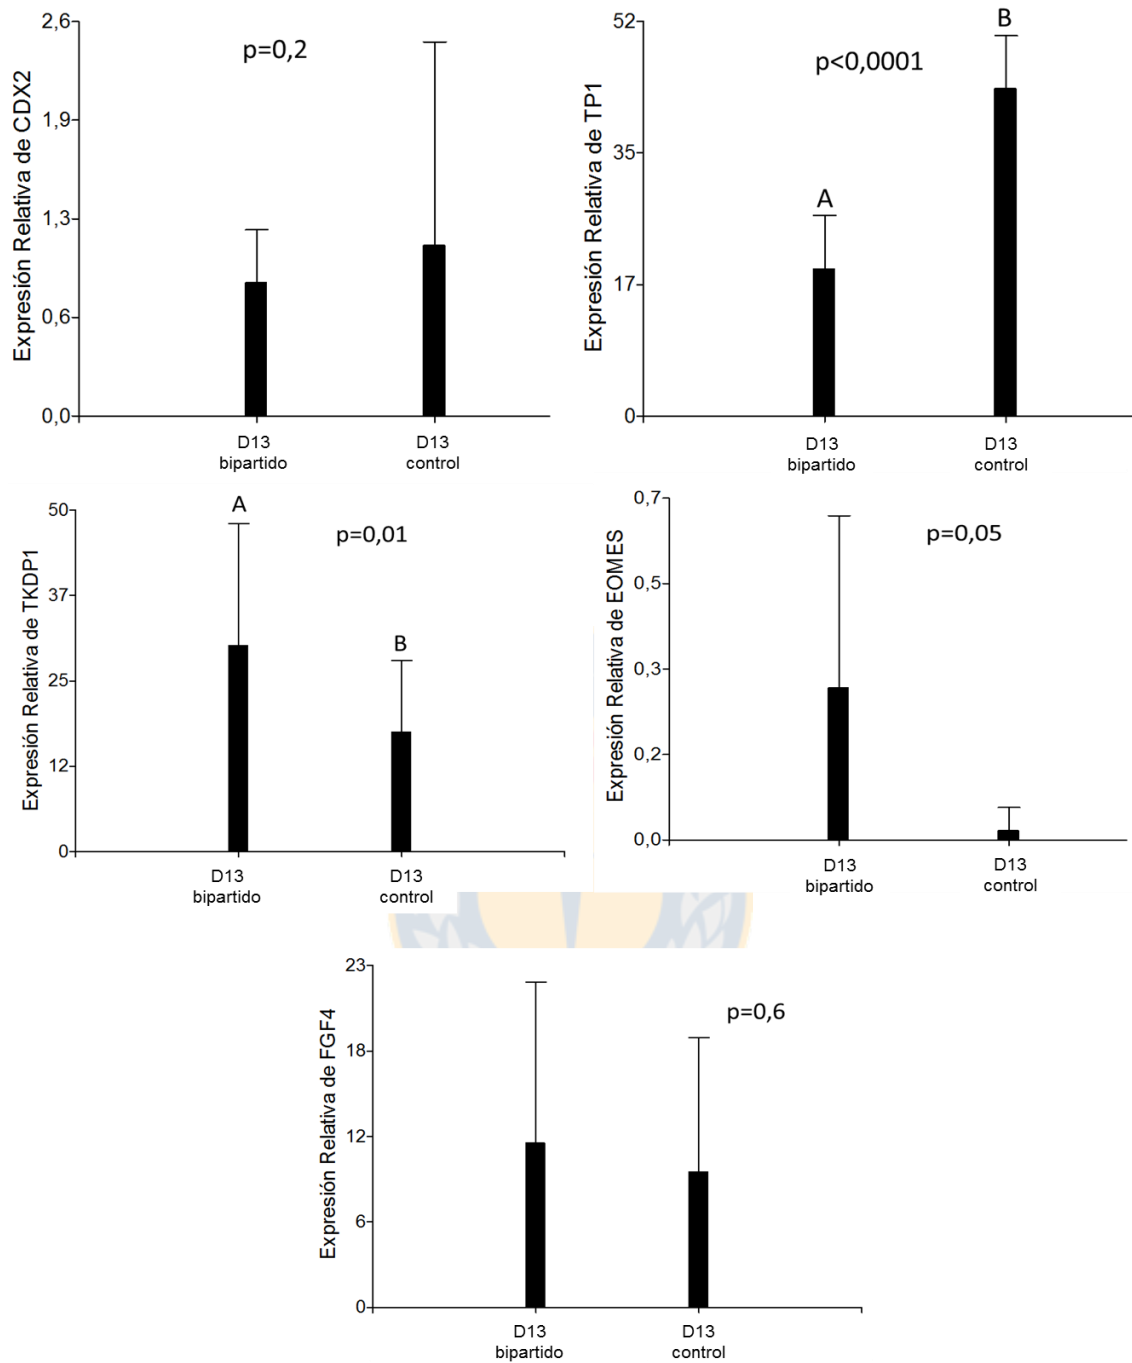 Expresión Relativa de CDX2
2,6
1,9
1,3
0,6
0,0
p=0,2
D13
bipartido
D13
control
Expresión Relativa de TP1
52
35
17
0
p<0,0001
A
B
D13
bipartido
D13
control
Expresión Relativa de TKDP1
50
37
25
12
0
A
B
p=0,01
D13
bipartido
D13
control
Expresión Relativa de EOMES
0,7
0,5
0,3
0,2
0,0
p=0,05
D13
bipartido
D13
control
Expresión Relativa de FGF4
23
18
12
6
0
p=0,6
D13
bipartido
D13
control